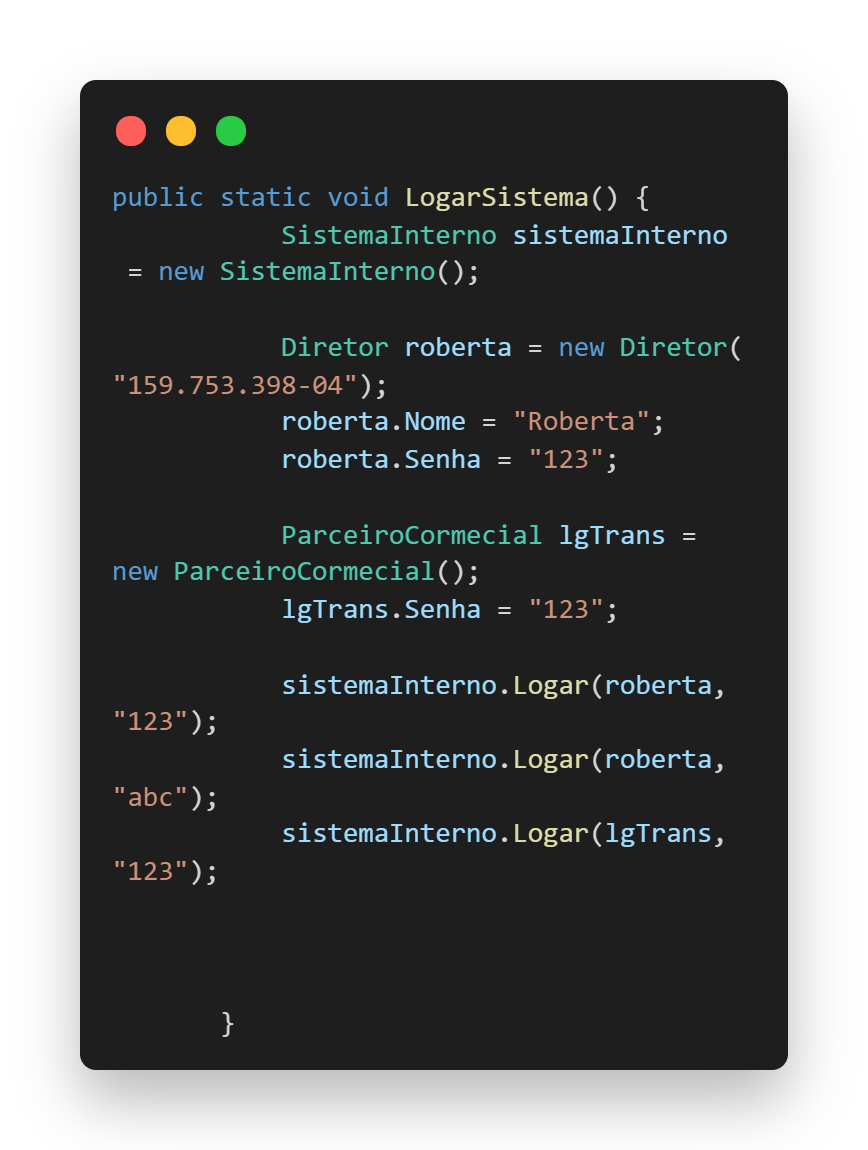 public static void LogarSistema() {
SistemaInterno sistemaInterno
= new SistemaInterno();
Diretor roberta = new Diretor(
"159.753.398-04");
roberta.Nome = "Roberta";
roberta.Senha = "123";
ParceiroCormecial lgTrans =
new ParceiroCormecial();
lgTrans.Senha = "123";
sistemaInterno.Logar(roberta,
"123");
sistemaInterno.Logar(roberta,
"abc");
sistemaInterno.Logar(lgTrans,
"123");
}